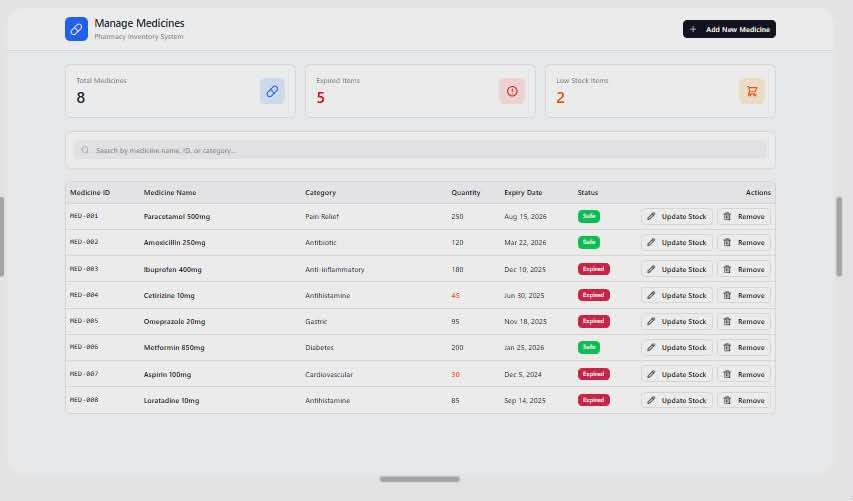 Manage Medicines
Pharmacy Inventory System
Add New Medicine
Total Medicines
8
Expired Items
5
Low Stock Items
2
Search by medicine name, ID, or category...
Medicine ID Medicine Name Category Quantity Expiry Date Status Actions
MED-001 Paracetamol 500mg Pain Relief 250 Aug 15, 2026 Safe Update Stock Remove
MED-002 Amoxicillin 250mg Antibiotic 120 Mar 22, 2026 Safe Update Stock Remove
MED-003 Ibuprofen 400mg Anti-inflammatory 180 Dec 10, 2025 Expired Update Stock Remove
MED-004 Cetirizine 10mg Antihistamine 45 Jun 30, 2025 Expired Update Stock Remove
MED-005 Omeprazole 20mg Gastric 95 Nov 18, 2025 Expired Update Stock Remove
MED-006 Metformin 850mg Diabetes 200 Jan 25, 2026 Safe Update Stock Remove
MED-007 Aspirin 100mg Cardiovascular 30 Dec 5, 2024 Expired Update Stock Remove
MED-008 Loratadine 10mg Antihistamine 85 Sep 14, 2025 Expired Update Stock Remove